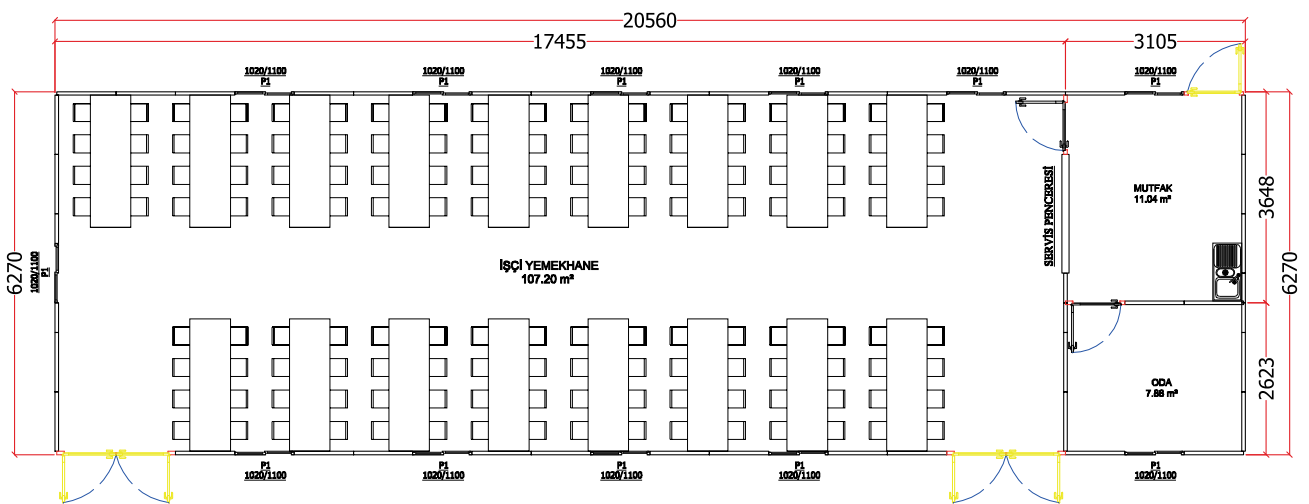 20560
17455
3105
1020/1100
P1
1020/1100
P1
1020/1100
P1
1020/1100
P1
1020/1100
P1
1020/1100
P1
6270
1020/1100
P1
İŞÇİ YEMEKHANE
107.20 m²
SERVİS PENCERESİ
MUTFAK
11.04 m²
3648
6270
ODA
7.88 m²
2623
P1
1020/1100
P1
1020/1100
P1
1020/1100
P1
1020/1100
P1
1020/1100